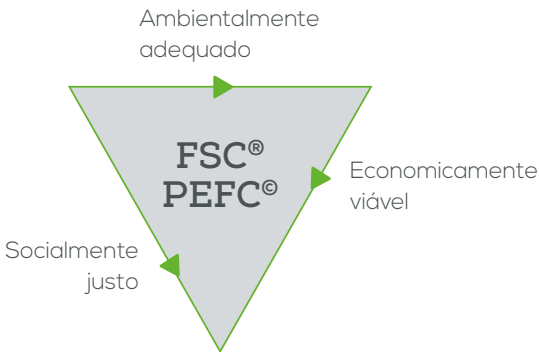 Ambientalmente
adequado
FSC®
PEFC©
Economicamente
viável
Socialmente
justo